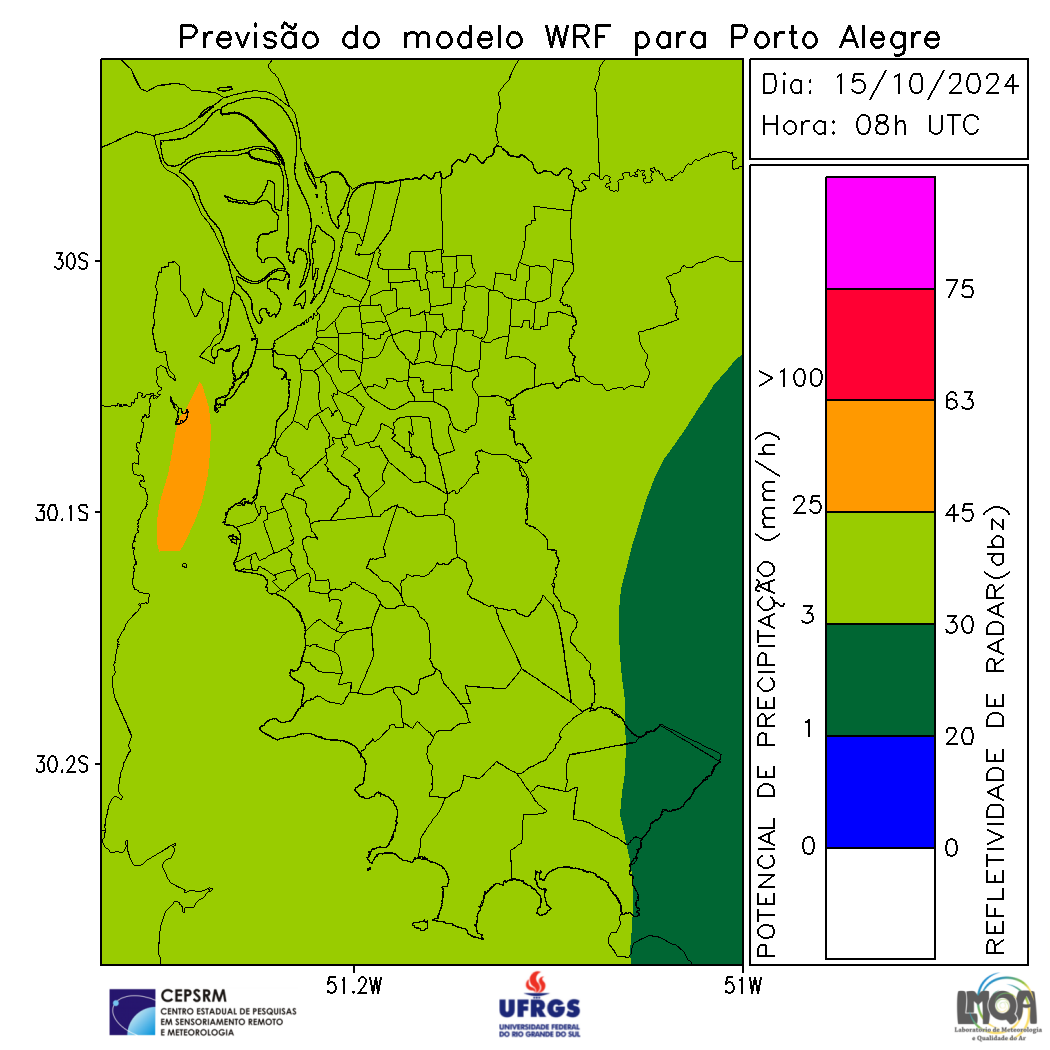 Previsão do modelo WRF para Porto Alegre
Dia: 15/10/2024
Hora: 08h UTC
30S
30.1S
30.2S
51.2W
51W
POTENCIAL DE PRECIPITAÇÃO (mm/h)
>100
25
3
1
0
75
63
45
30
20
0
REFLETIVIDADE DE RADAR(dbz)
CEPSRM
CENTRO ESTADUAL DE PESQUISAS
EM SENSORIAMENTO REMOTO
E METEOROLOGIA
UFRGS
UNIVERSIDADE FEDERAL
DO RIO GRANDE DO SUL
LMQA
Laboratório de Meteorologia
e Qualidade do Ar